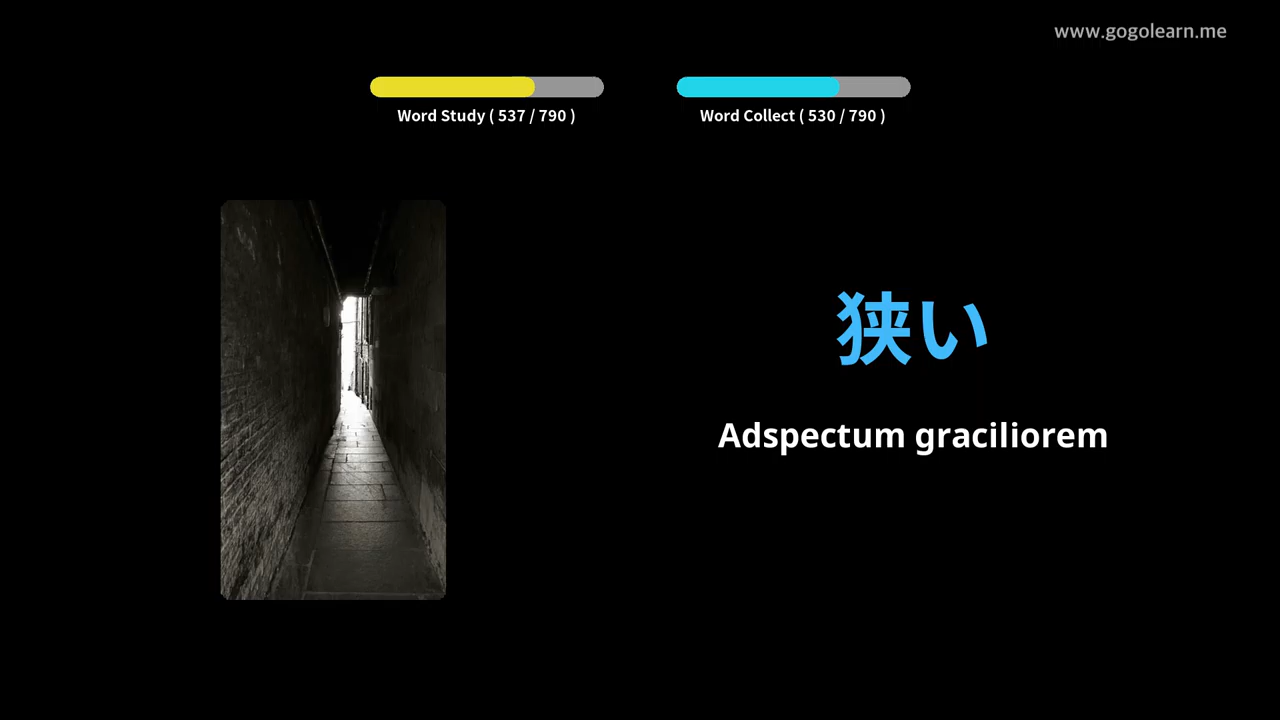 www.gogolearn.me
Word Study ( 537 / 790 )
Word Collect ( 530 / 790 )
狭い
Adspectum graciliorem